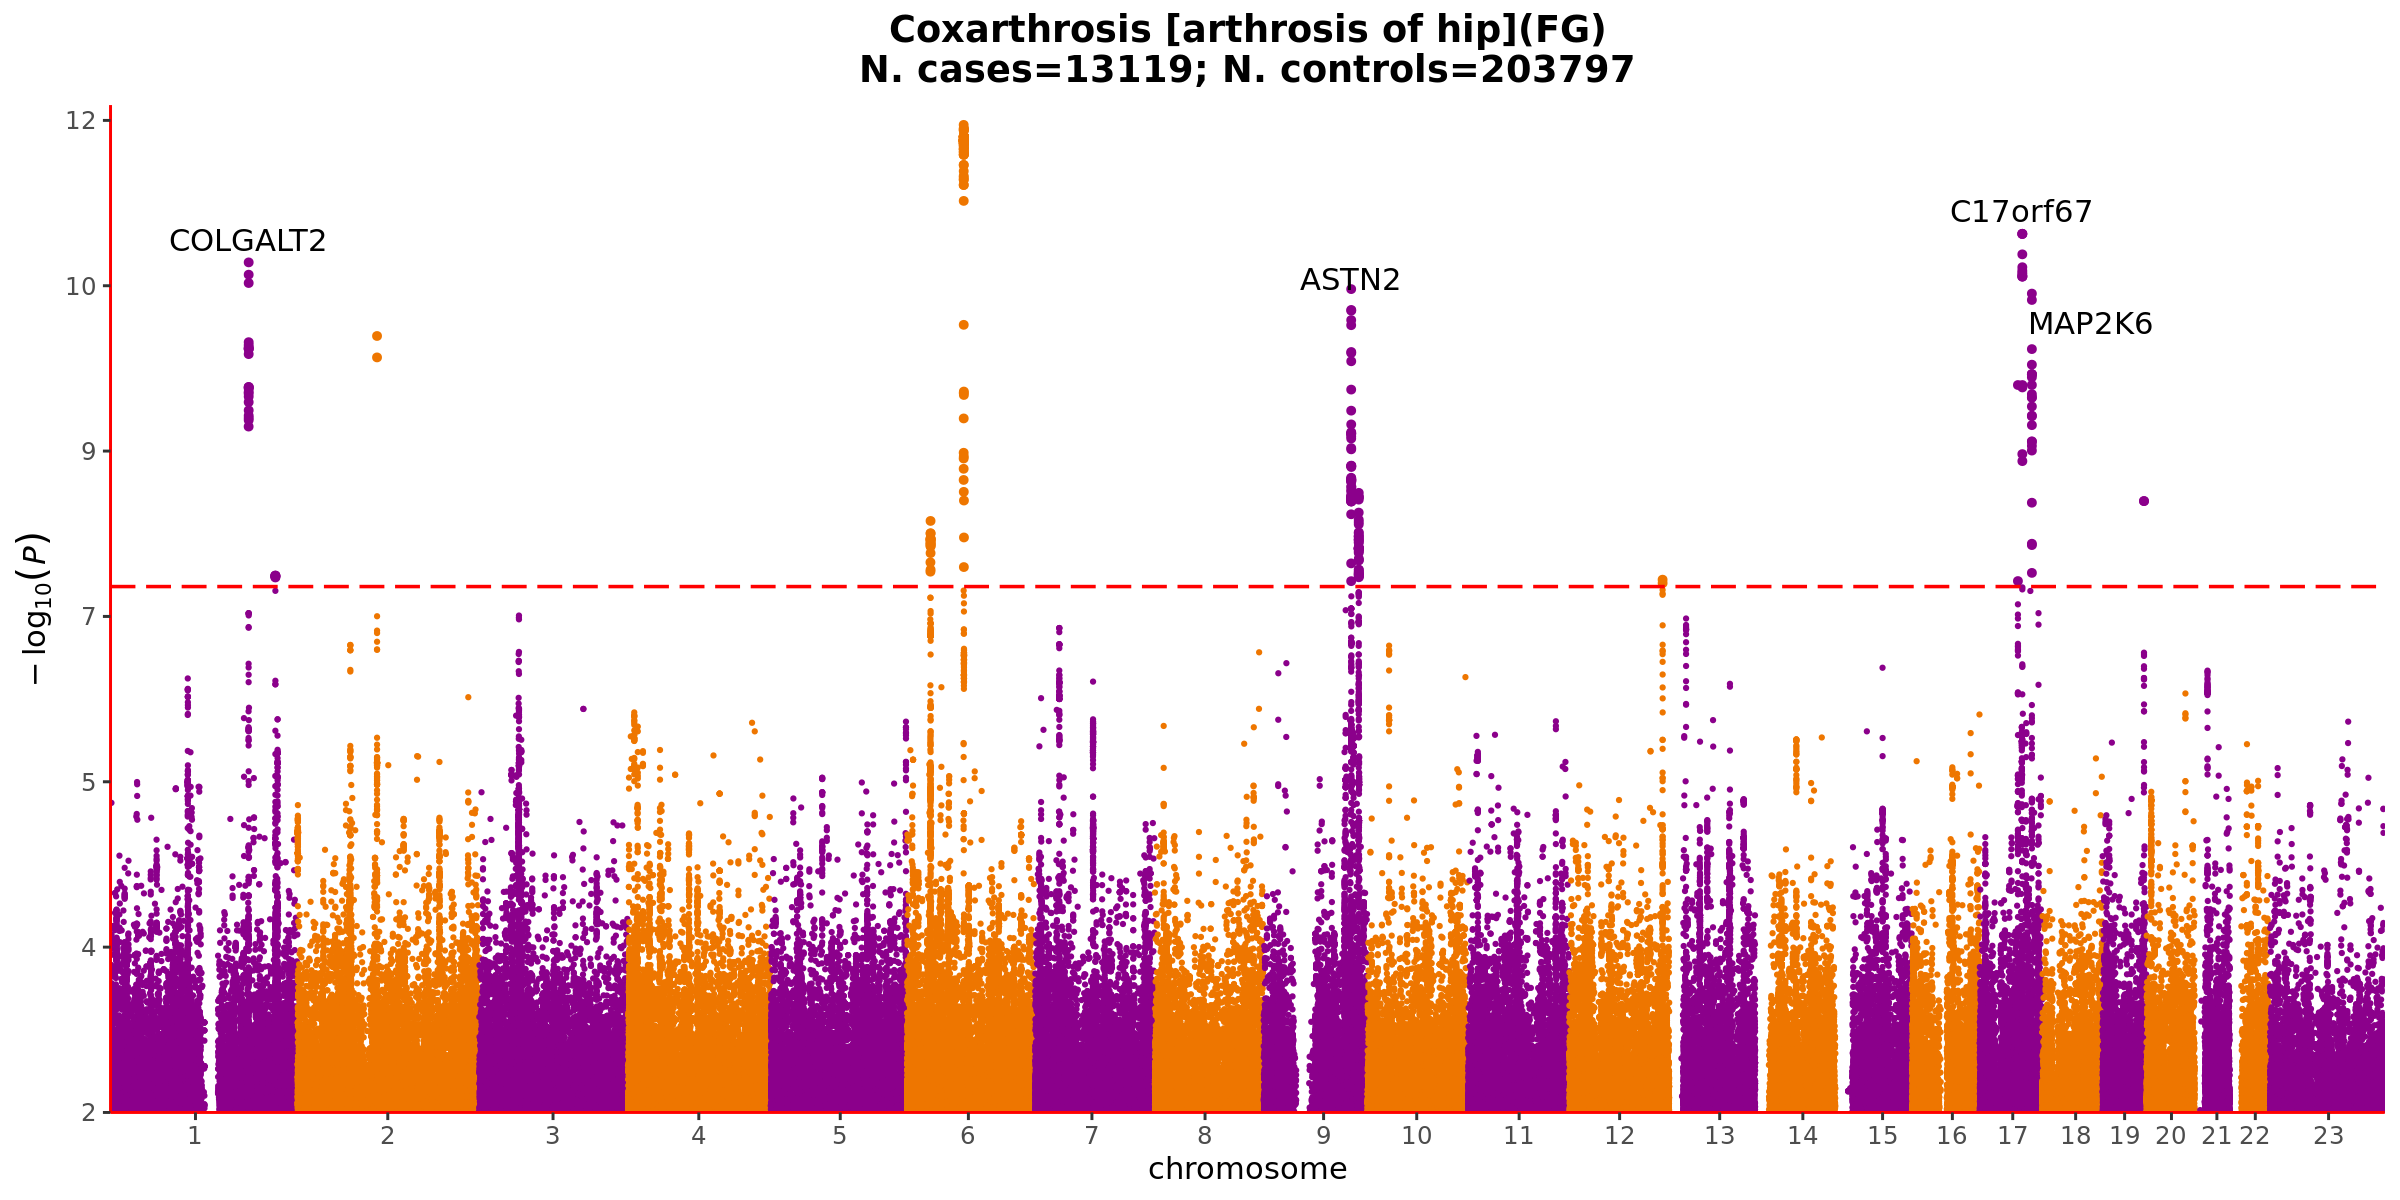 Coxarthrosis [arthrosis of hip](FG)
N. cases=13119; N. controls=203797
12
10
9
7
5
4
2
−log10(P)
COLGALT2
ASTN2
C17orf67
MAP2K6
1 2 3 4 5 6 7 8 9 10 11 12 13 14 15 16 17 18 19 20 21 22 23
chromosome